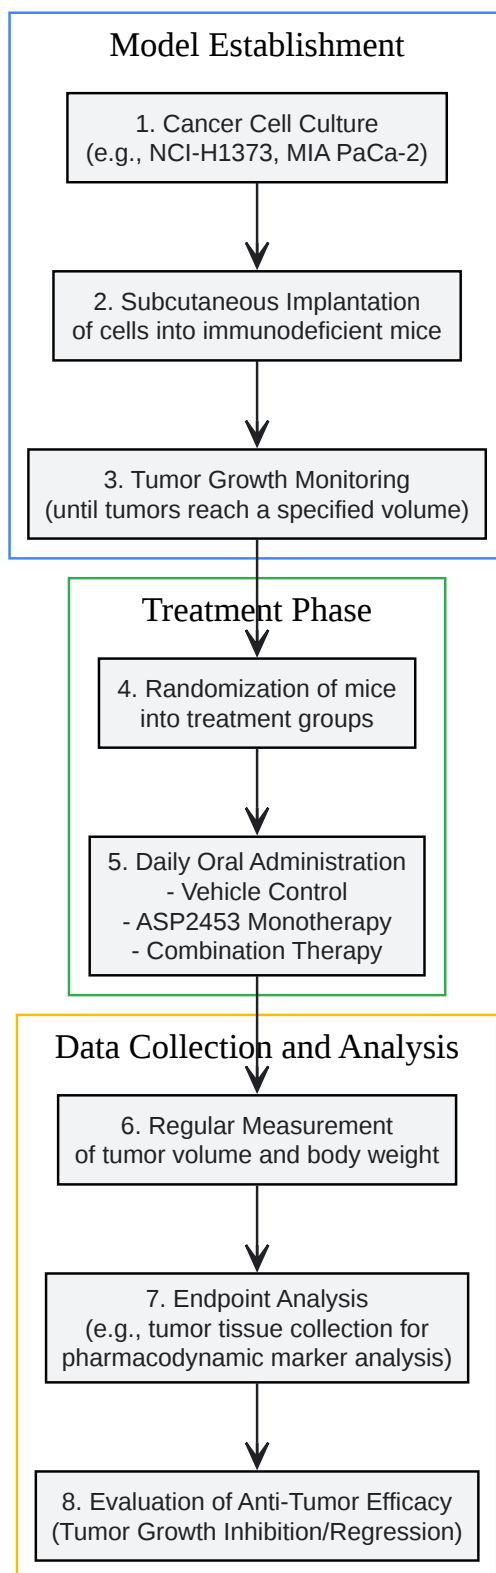 Model Establishment
1. Cancer Cell Culture
(e.g., NCI-H1373, MIA PaCa-2)
2. Subcutaneous Implantation
of cells into immunodeficient mice
3. Tumor Growth Monitoring
(until tumors reach a specified volume)
Treatment Phase
4. Randomization of mice
into treatment groups
5. Daily Oral Administration
- Vehicle Control
- ASP2453 Monotherapy
- Combination Therapy
Data Collection and Analysis
6. Regular Measurement
of tumor volume and body weight
7. Endpoint Analysis
(e.g., tumor tissue collection for
pharmacodynamic marker analysis)
8. Evaluation of Anti-Tumor Efficacy
(Tumor Growth Inhibition/Regression)